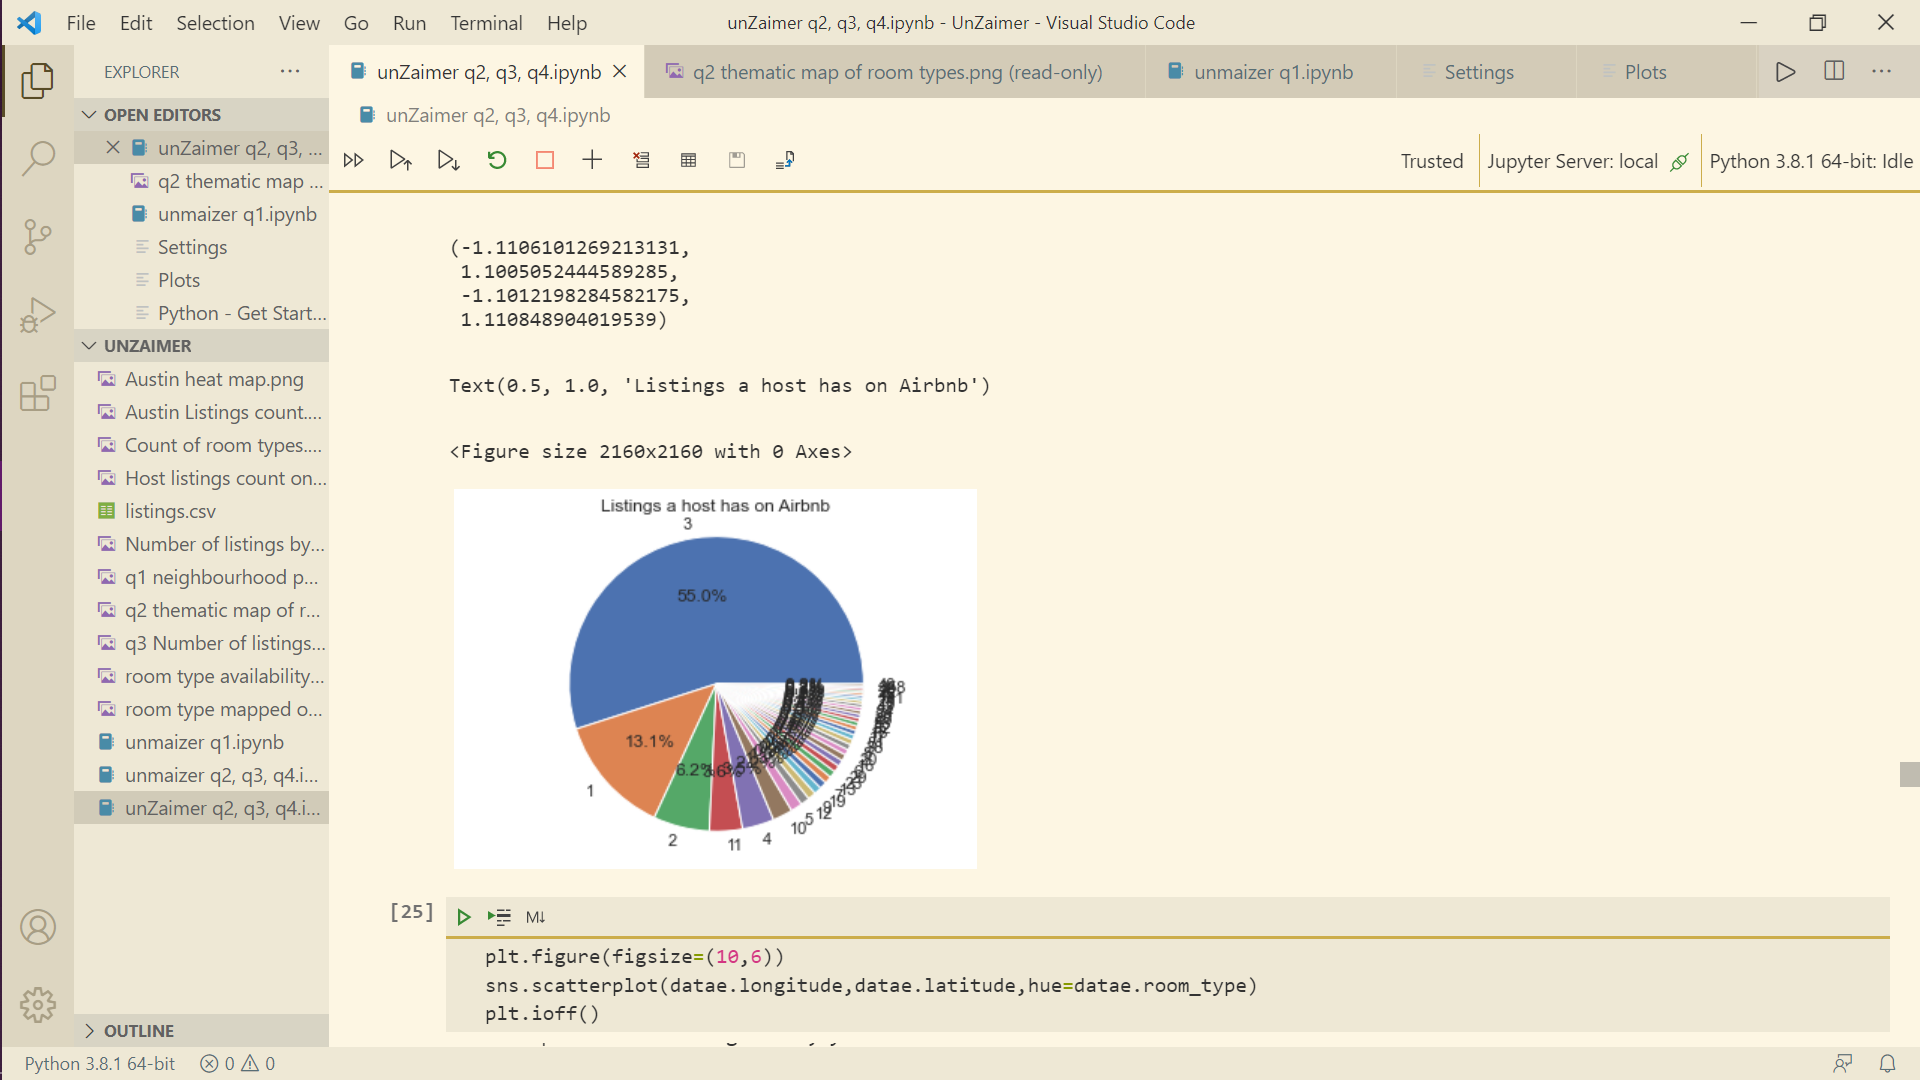 File Edit Selection View Go Run Terminal Help
unZaimer q2, q3, q4.ipynb - UnZaimer - Visual Studio Code
EXPLORER
unZaimer q2, q3, q4.ipynb
q2 thematic map of room types.png (read-only)
unmaizer q1.ipynb
Settings
Plots
OPEN EDITORS
unZaimer q2, q3, ...
q2 thematic map ...
unmaizer q1.ipynb
Settings
Plots
Python - Get Start...
UNZAIMER
Austin heat map.png
Austin Listings count....
Count of room types....
Host listings count on...
listings.csv
Number of listings by...
q1 neighbourhood p...
q2 thematic map of r...
q3 Number of listings...
room type availability...
room type mapped o...
unmaizer q1.ipynb
unmaizer q2, q3, q4.i...
unZaimer q2, q3, q4.i...
OUTLINE
unZaimer q2, q3, q4.ipynb
Trusted
Jupyter Server: local
Python 3.8.1 64-bit: Idle
(-1.1106101269213131,
1.1005052444589285,
-1.1012198284582175,
1.110848904019539)
Text(0.5, 1.0, 'Listings a host has on Airbnb')
<Figure size 2160x2160 with 0 Axes>
Listings a host has on Airbnb
3
55.0%
13.1%
6.2%
1
2
11
4
10
5
12
19
[25]
M↓
plt.figure(figsize=(10,6))
sns.scatterplot(datae.longitude,datae.latitude,hue=datae.room_type)
plt.ioff()
Python 3.8.1 64-bit
0
0